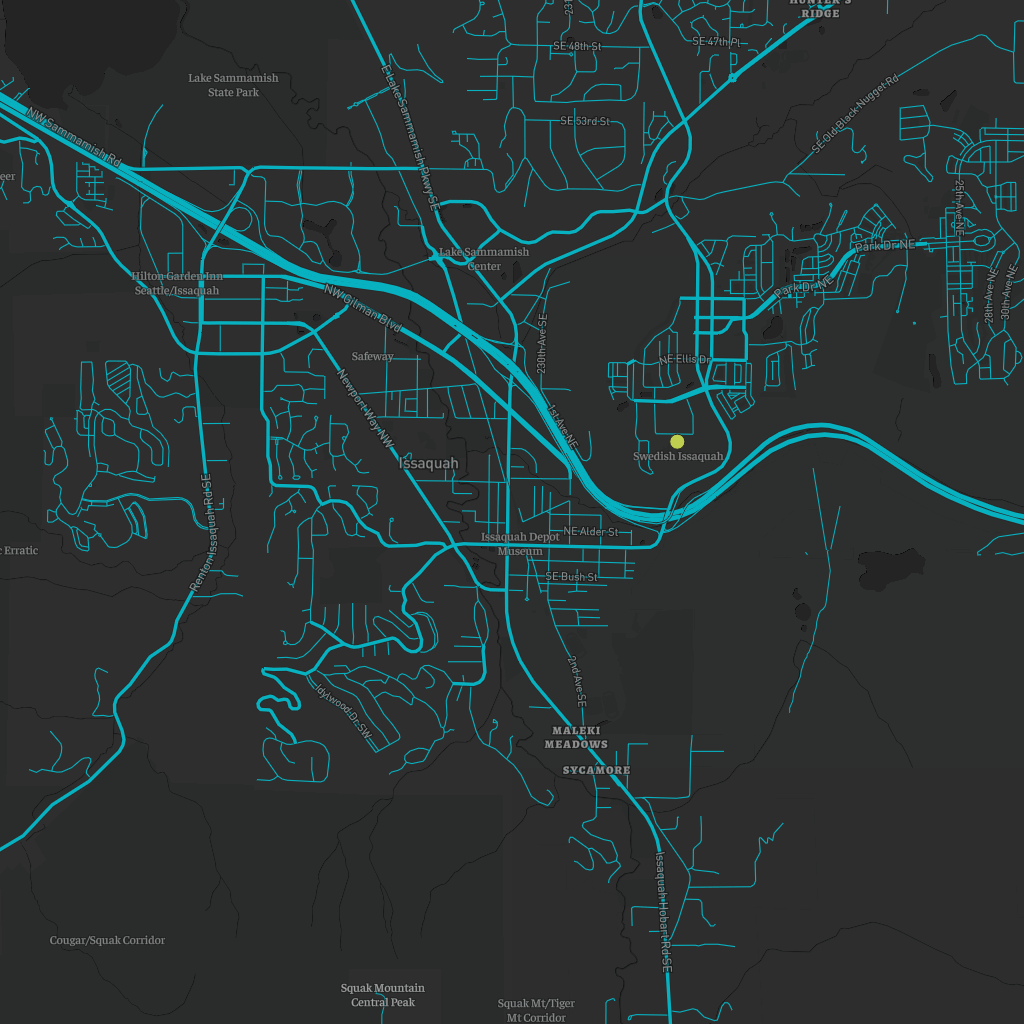 HUNTER'S
RIDGE
231
SE 48th St
SE 47th Pl
E Lake Sammamish Pkwy SE
Lake Sammamish
State Park
SE Old Black Nugget Rd
NW Sammamish Rd
SE 53rd St
eer
25th Ave NE
Park Dr NE
Lake Sammamish
Center
Hilton Garden Inn
Seattle/Issaquah
Park Dr NE
28th Ave NE
30th Ave NE
NW Gilman Blvd
230th Ave SE
Safeway
NE Ellis Dr
Newport Way NW
1st Ave NE
Swedish Issaquah
Issaquah
Renton Issaquah Rd SE
NE Alder St
Issaquah Depot
Museum
c Erratic
SE Bush St
2nd Ave SE
Idylwood Dr SW
MALEKI
MEADOWS
SYCAMORE
Issaquah Hobart Rd SE
Cougar/Squak Corridor
Squak Mountain
Central Peak
Squak Mt/Tiger
Mt Corridor